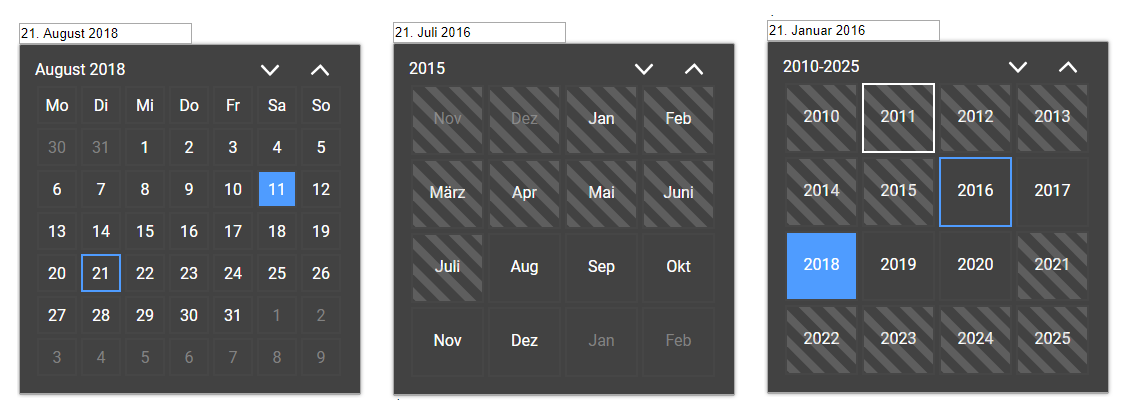 21. August 2018
August 2018
Mo Di Mi Do Fr Sa So
30 31 1 2 3 4 5
6 7 8 9 10 11 12
13 14 15 16 17 18 19
20 21 22 23 24 25 26
27 28 29 30 31 1 2
3 4 5 6 7 8 9
21. Juli 2016
2015
Nov Dez Jan Feb
März Apr Mai Juni
Juli Aug Sep Okt
Nov Dez Jan Feb
21. Januar 2016
2010-2025
2010 2011 2012 2013
2014 2015 2016 2017
2018 2019 2020 2021
2022 2023 2024 2025